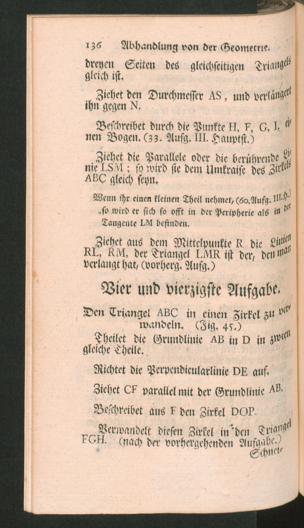 136 Abhandlung von der Geometrie.
dreyen Seiten des gleichseitigen Triangels
gleich ist.
Ziehet den Durchmesser AS, und verlängert
ihn gegen N.
Beschreibet durch die Punkte H, F, G, I, ei-
nen Bogen. (33. Aufg. III. Hauptst.)
Ziehet die Parallele oder die berührende Li-
nie LSM; so wird sie dem Umkraise des Zirkels
ABC gleich seyn.
Wenn ihr einen kleinen Theil nehmet, (60. Aufg. III. H.)
so wird er sich so oft in der Peripherie als in der
Tangente LM befinden.
Ziehet aus dem Mittelpunkte R die Linien
RL, RM, der Triangel LMR ist der, den man
verlangt hat, (vorherg. Aufg.)
Vier und vierzigste Aufgabe.
Den Triangel ABC in einen Zirkel zu ver-
wandeln. (Fig. 45.)
Theilet die Grundlinie AB in D in zween
gleiche Theile.
Richtet die Perpendicularlinie DE auf.
Ziehet CF parallel mit der Grundlinie AB.
Beschreibet aus F den Zirkel DOP.
Verwandelt diesen Zirkel in den Triangel
FGH. (nach der vorhergehenden Aufgabe.)
Schnei-